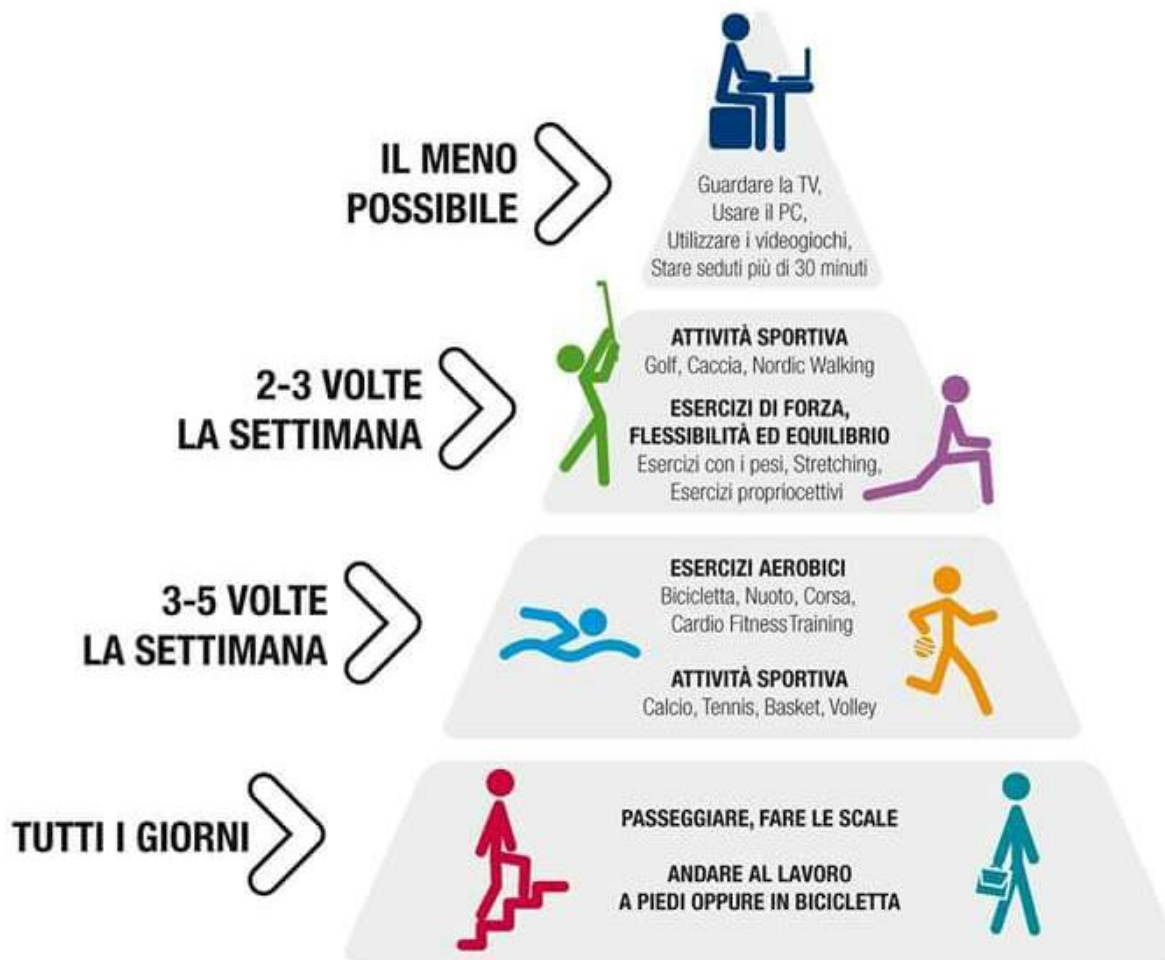 IL MENO
POSSIBILE
Guardare la TV,
Usare il PC,
Utilizzare i videogiochi,
Stare seduti più di 30 minuti
2-3 VOLTE
LA SETTIMANA
ATTIVITÀ SPORTIVA
Golf, Caccia, Nordic Walking
ESERCIZI DI FORZA,
FLESSIBILITÀ ED EQUILIBRIO
Esercizi con i pesi, Stretching,
Esercizi propriocettivi
3-5 VOLTE
LA SETTIMANA
ESERCIZI AEROBICI
Bicicletta, Nuoto, Corsa,
Cardio FitnessTraining
ATTIVITÀ SPORTIVA
Calcio, Tennis, Basket, Volley
TUTTI I GIORNI
PASSEGGIARE, FARE LE SCALE
ANDARE AL LAVORO
A PIEDI OPPURE IN BICICLETTA